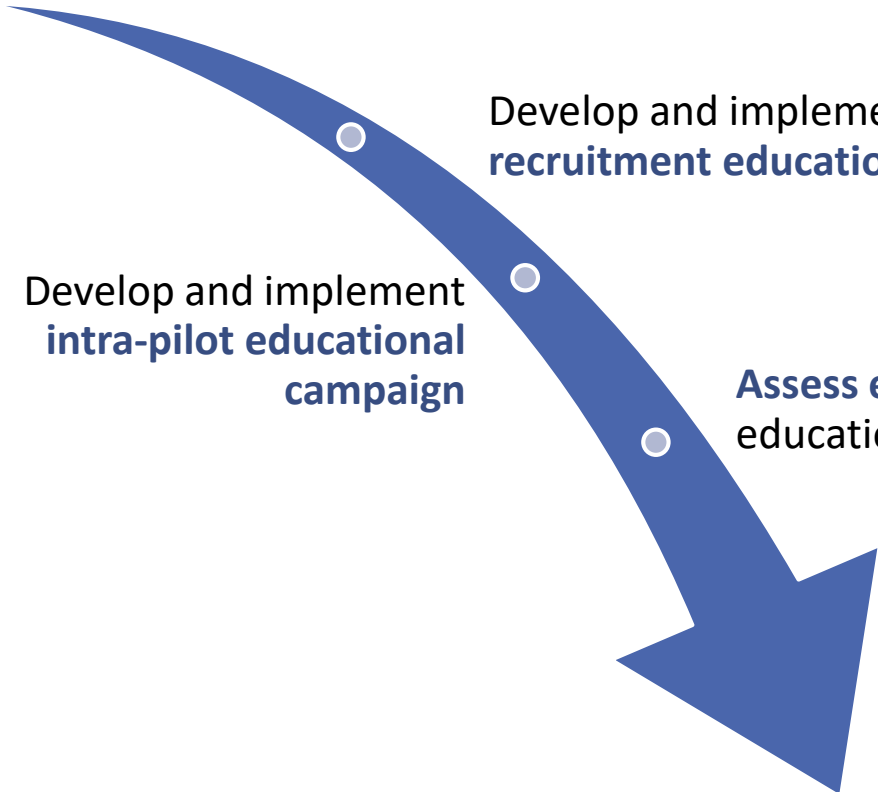 Develop and impleme
recruitment educatio
Develop and implement
intra-pilot educational
campaign
Assess e
educatio